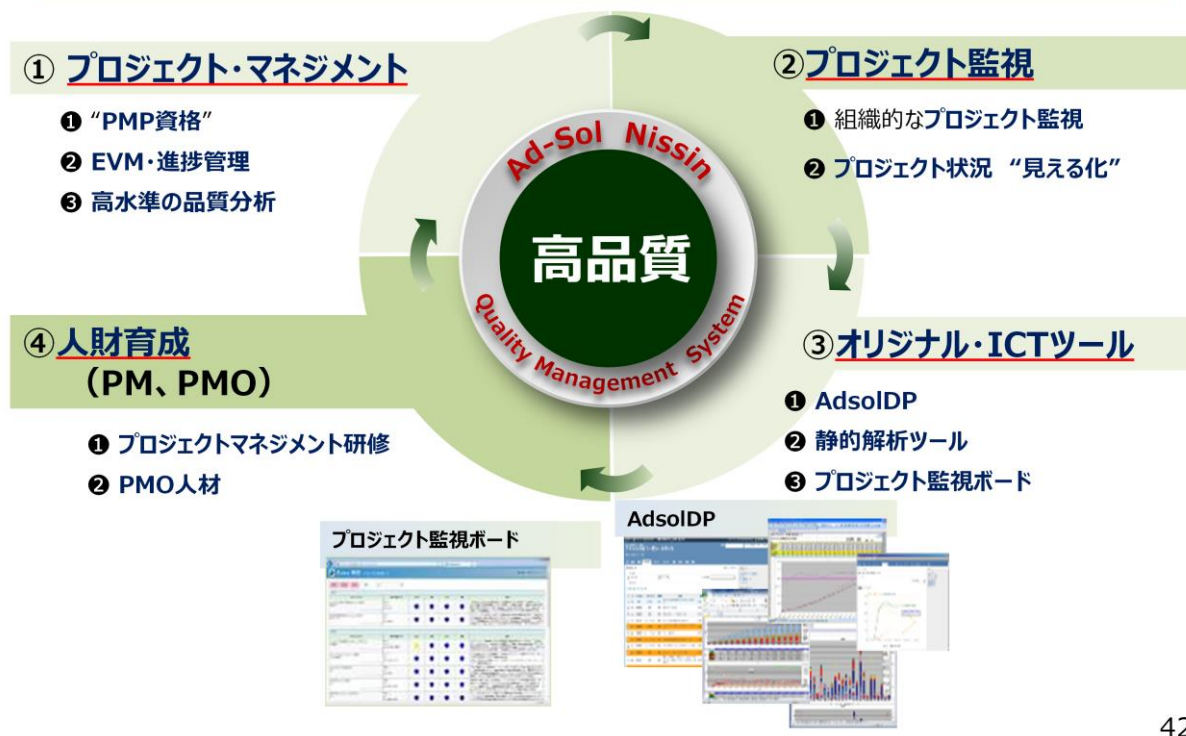 ① プロジェクト・マネジメント
❶ “PMP資格”
❷ EVM・進捗管理
❸ 高水準の品質分析
②プロジェクト監視
❶ 組織的なプロジェクト監視
❷ プロジェクト状況 “見える化”
Ad-Sol Nissin
高品質
Quality Management System
④人財育成
（PM、PMO）
❶ プロジェクトマネジメント研修
❷ PMO人材
③オリジナル・ICTツール
❶ AdsolDP
❷ 静的解析ツール
❸ プロジェクト監視ボード
プロジェクト監視ボード
AdsolDP
42